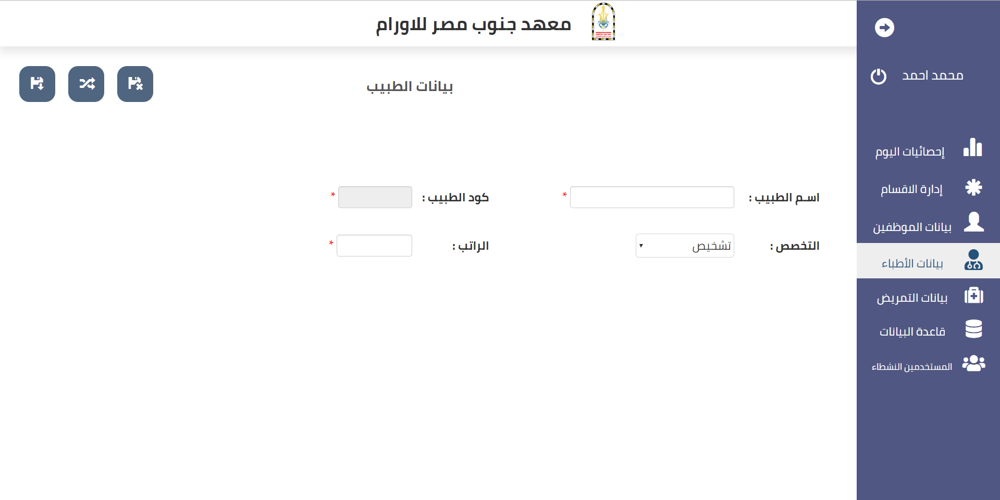 معهد جنوب مصر للاورام
محمد احمد
إحصائيات اليوم
إدارة الاقسام
بيانات الموظفين
بيانات الأطباء
بيانات التمريض
قاعدة البيانات
المستخدمين النشطاء
بيانات الطبيب
اسم الطبيب : *
كود الطبيب : *
التخصص : تشخيص
الراتب : *